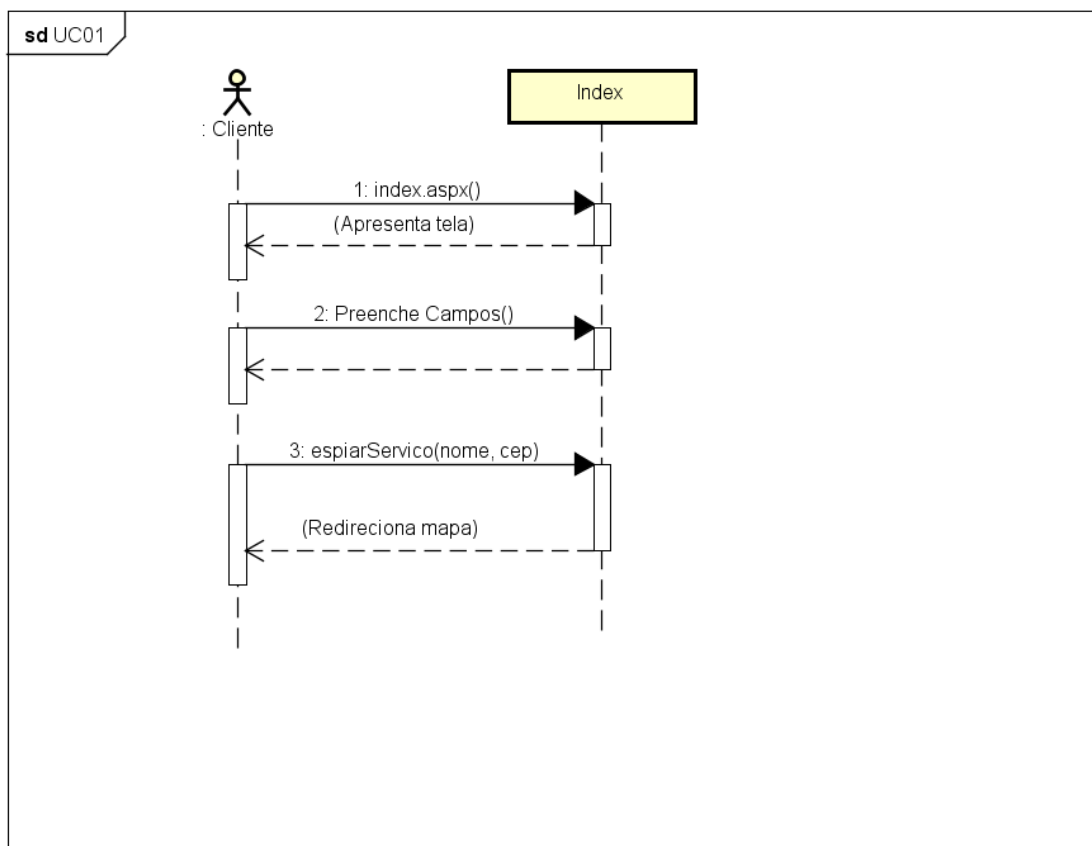 sd UC01
Index
: Cliente
1: index.aspx()
(Apresenta tela)
2: Preenche Campos()
3: espiarServico(nome, cep)
(Redireciona mapa)